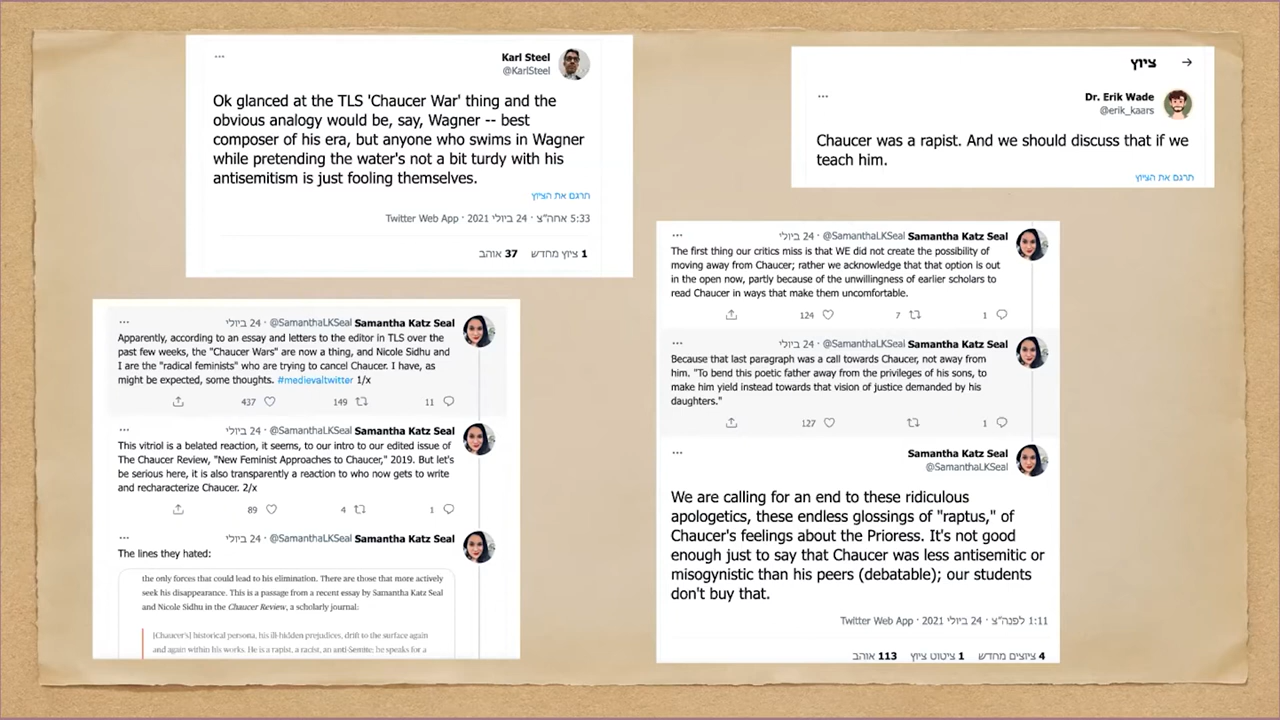 Karl Steel
@KarlSteel
Ok glanced at the TLS 'Chaucer War' thing and the
obvious analogy would be, say, Wagner -- best
composer of his era, but anyone who swims in Wagner
while pretending the water's not a bit turdy with his
antisemitism is just fooling themselves.
תרגם את הציוץ
5:33 אחה"צ · 24 ביולי 2021 · Twitter Web App
1 ציוץ מחדש 37 אוהב
ציוץ
Dr. Erik Wade
@erik_kaars
Chaucer was a rapist. And we should discuss that if we
teach him.
תרגם את הציוץ
Samantha Katz Seal @SamanthaLKSeal · 24 ביולי
Apparently, according to an essay and letters to the editor in TLS over the
past few weeks, the "Chaucer Wars" are now a thing, and Nicole Sidhu and
I are the "radical feminists" who are trying to cancel Chaucer. I have, as
might be expected, some thoughts. #medievaltwitter 1/x
437 149 11
Samantha Katz Seal @SamanthaLKSeal · 24 ביולי
This vitriol is a belated reaction, it seems, to our intro to our edited issue of
The Chaucer Review, "New Feminist Approaches to Chaucer," 2019. But let's
be serious here, it is also transparently a reaction to who now gets to write
and recharacterize Chaucer. 2/x
89 4 1
Samantha Katz Seal @SamanthaLKSeal · 24 ביולי
The lines they hated:
the only forces that could lead to his elimination. There are those that more actively
seek his disappearance. This is a passage from a recent essay by Samantha Katz Seal
and Nicole Sidhu in the Chaucer Review, a scholarly journal:
[Chaucer's] historical persona, his ill-hidden prejudices, drift to the surface again
and again within his works. He is a rapist, a racist, an anti-Semite; he speaks for a
Samantha Katz Seal @SamanthaLKSeal · 24 ביולי
The first thing our critics miss is that WE did not create the possibility of
moving away from Chaucer; rather we acknowledge that that option is out
in the open now, partly because of the unwillingness of earlier scholars to
read Chaucer in ways that make them uncomfortable.
124 7 1
Samantha Katz Seal @SamanthaLKSeal · 24 ביולי
Because that last paragraph was a call towards Chaucer, not away from
him. "To bend this poetic father away from the privileges of his sons, to
make him yield instead towards that vision of justice demanded by his
daughters."
127 1
Samantha Katz Seal
@SamanthaLKSeal
We are calling for an end to these ridiculous
apologetics, these endless glossings of "raptus," of
Chaucer's feelings about the Prioress. It's not good
enough just to say that Chaucer was less antisemitic or
misogynistic than his peers (debatable); our students
don't buy that.
1:11 לפנה"צ · 24 ביולי 2021 · Twitter Web App
4 ציוצים מחדש 1 ציטוט ציוץ 113 אוהב